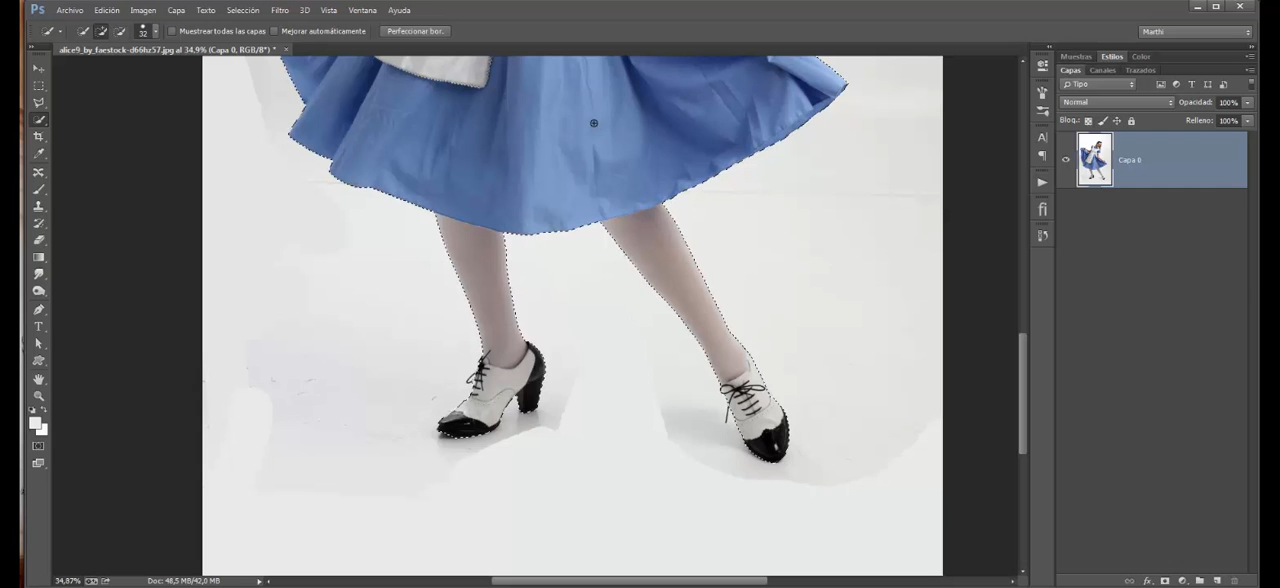 Ps Archivo Edición Imagen Capa Texto Selección Filtro 3D Vista Ventana Ayuda
32 Muestrear todas las capas Mejorar automáticamente Perfeccionar bor. Marthi
alice9_by_faestock-d66hz57.jpg al 34,9% (Capa 0, RGB/8*) *
Muestras Estilos Color
Capas Canales Trazados
Tipo
Normal Opacidad: 100%
Bloq.: Relleno: 100%
Capa 0
34,87% Doc: 48,5 MB/42,0 MB